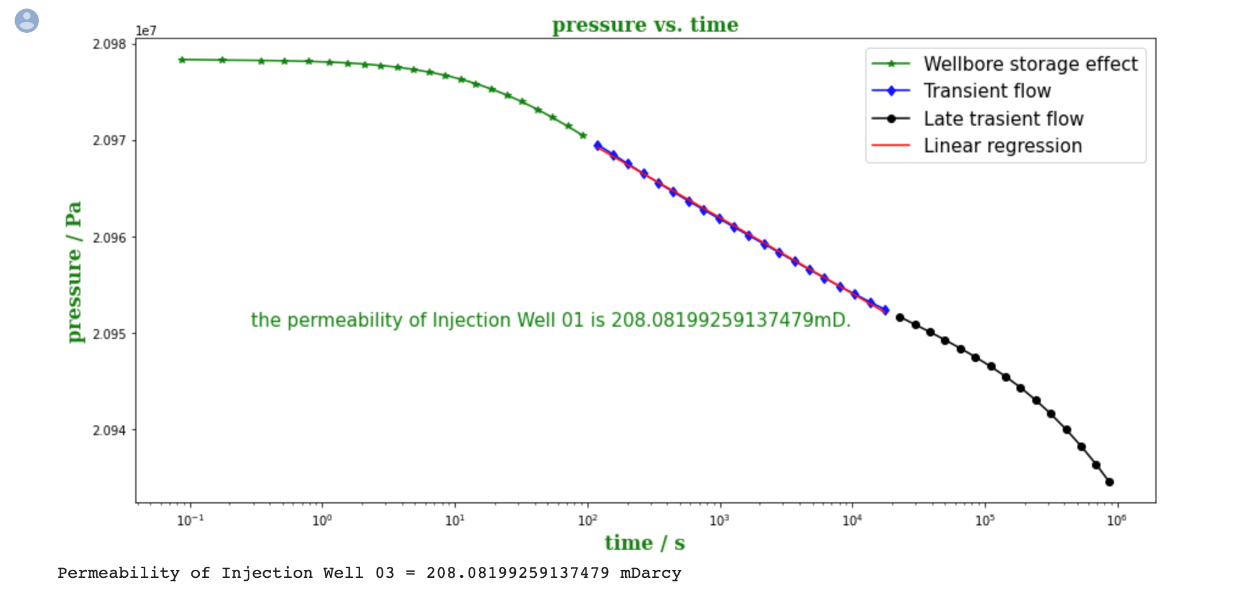 pressure vs. time
1e7
2.098
2.097
2.096
2.095
2.094
pressure / Pa
Wellbore storage effect
Transient flow
Late trasient flow
Linear regression
the permeability of Injection Well 01 is 208.08199259137479mD.
10⁻¹ 10⁰ 10¹ 10² 10³ 10⁴ 10⁵ 10⁶
time / s
Permeability of Injection Well 03 = 208.08199259137479 mDarcy